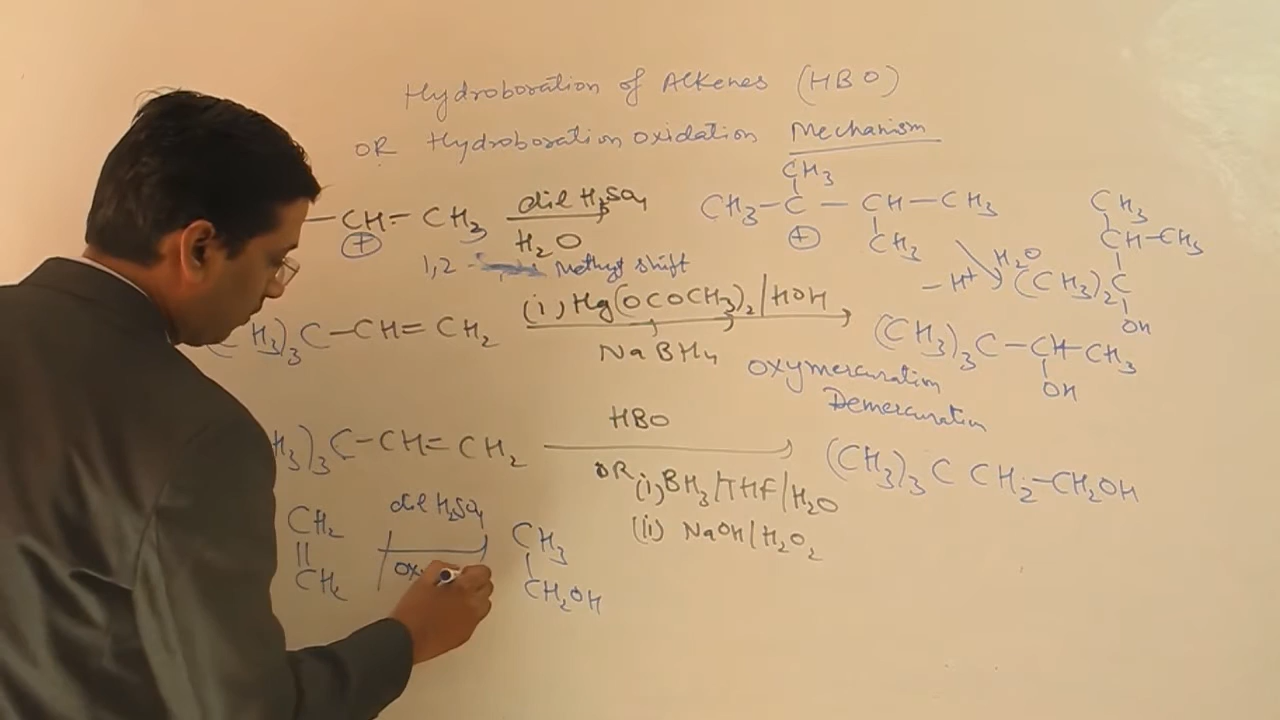 Hydroboration of Alkenes (HBO)
OR Hydroboration oxidation Mechanism
—CH=CH3 dil H2SO4 CH3—C—CH—CH3
⊕ H2O CH3 ⊕ CH3
1,2- Methyl shift
CH3
CH—CH3
H2O
-H+ (CH3)2C
OH
H3)3C—CH=CH2 (i) Hg(OCOCH3)2/HOH (CH3)3C—CH—CH3
NaBH4 OH
oxymercuration
Demercuration
H3)3C—CH=CH2 HBO (CH3)3C CH2—CH2OH
OR (i) BH3/THF/H2O
(ii) NaOH/H2O2
CH2 dil H2SO4 CH3
||
CH2 ox CH2OH